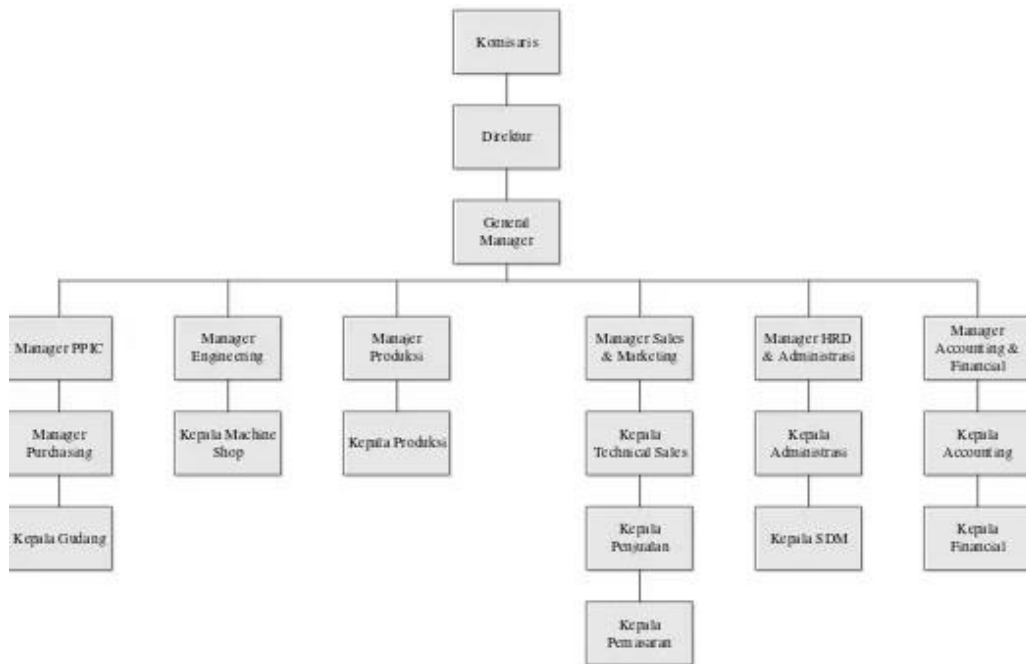 Komisaris
Direktur
General
Manager
Manager PPIC
Manager
Engineering
Manajer
Produksi
Manager Sales
& Marketing
Manager HRD
& Administrasi
Manager
Accounting &
Financial
Manager
Purchasing
Kepala Machine
Shop
Kepala Produksi
Kepala
Technical Sales
Kepala
Administrasi
Kepala
Accounting
Kepala Gudang
Kepala
Penjualan
Kepala SDM
Kepala
Financial
Kepala
Pemasaran